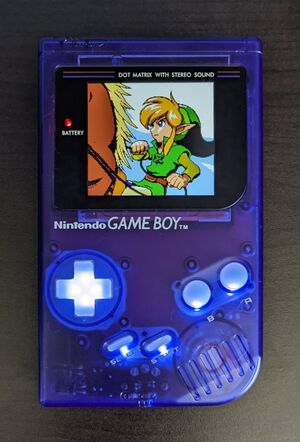 DOT MATRIX WITH STEREO SOUND
BATTERY
Nintendo GAME BOY™
A
B
SELECT
START